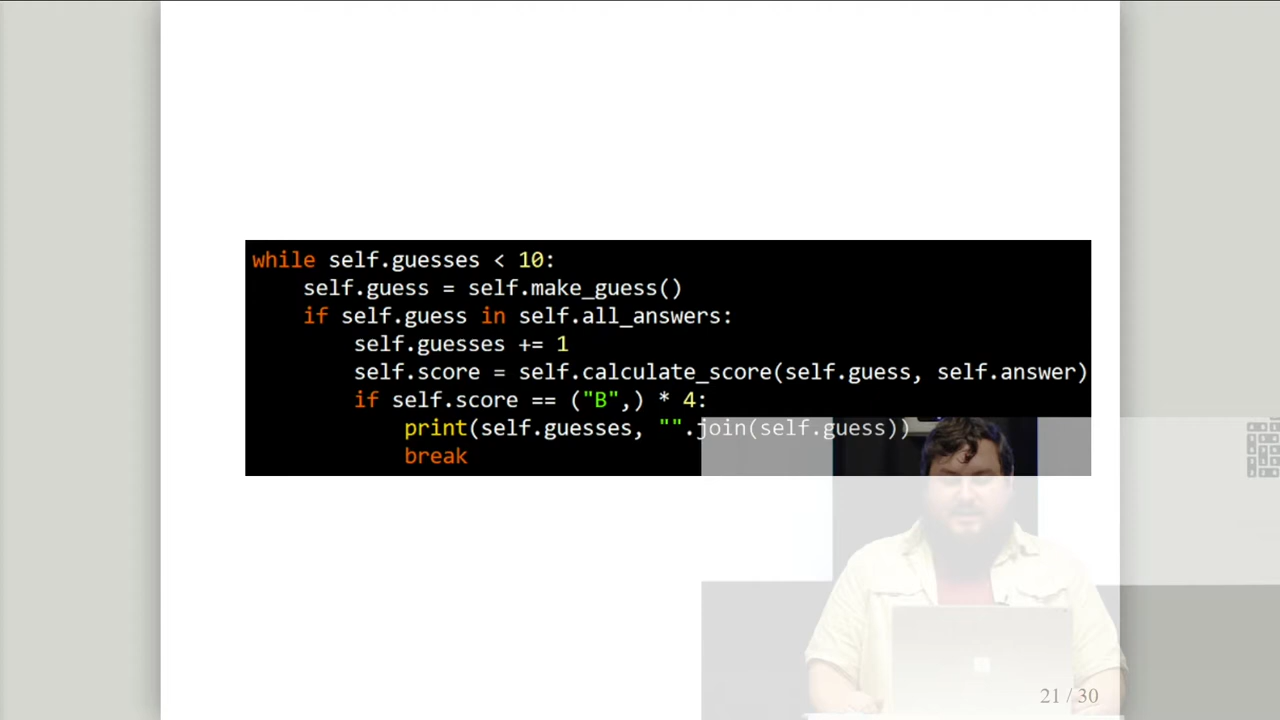 while self.guesses < 10:
    self.guess = self.make_guess()
    if self.guess in self.all_answers:
        self.guesses += 1
        self.score = self.calculate_score(self.guess, self.answer)
        if self.score == ("B",) * 4:
            print(self.guesses, "".join(self.guess))
            break
21 / 30